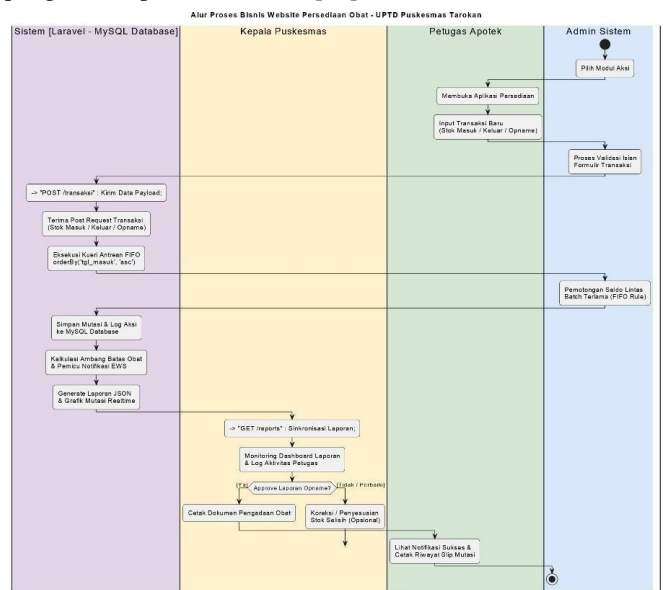 Alur Proses Bisnis Website Persediaan Obat - UPTD Puskesmas Tarokan
Sistem [Laravel - MySQL Database]
Kepala Puskesmas
Petugas Apotek
Admin Sistem
Pilih Modul Aksi
Membuka Aplikasi Persediaan
Input Transaksi Baru
(Stok Masuk / Keluar / Opname)
Proses Validasi Isian
Formulir Transaksi
-> "POST /transaksi" : Kirim Data Payload;
Terima Post Request Transaksi
(Stok Masuk / Keluar / Opname)
Eksekusi Kueri Antrean FIFO
orderBy('tgl_masuk', 'asc')
Pemotongan Saldo Lintas
Batch Terlama (FIFO Rule)
Simpan Mutasi & Log Aksi
ke MySQL Database
Kalkulasi Ambang Batas Obat
& Pemicu Notifikasi EWS
Generate Laporan JSON
& Grafik Mutasi Realtime
-> "GET /reports" : Sinkronisasi Laporan;
Monitoring Dashboard Laporan
& Log Aktivitas Petugas
[Ya]
Approve Laporan Opname?
[Tidak / Perbaiki]
Cetak Dokumen Pengadaan Obat
Koreksi / Penyesuaian
Stok Selisih (Opsional)
Lihat Notifikasi Sukses &
Cetak Riwayat Slip Mutasi